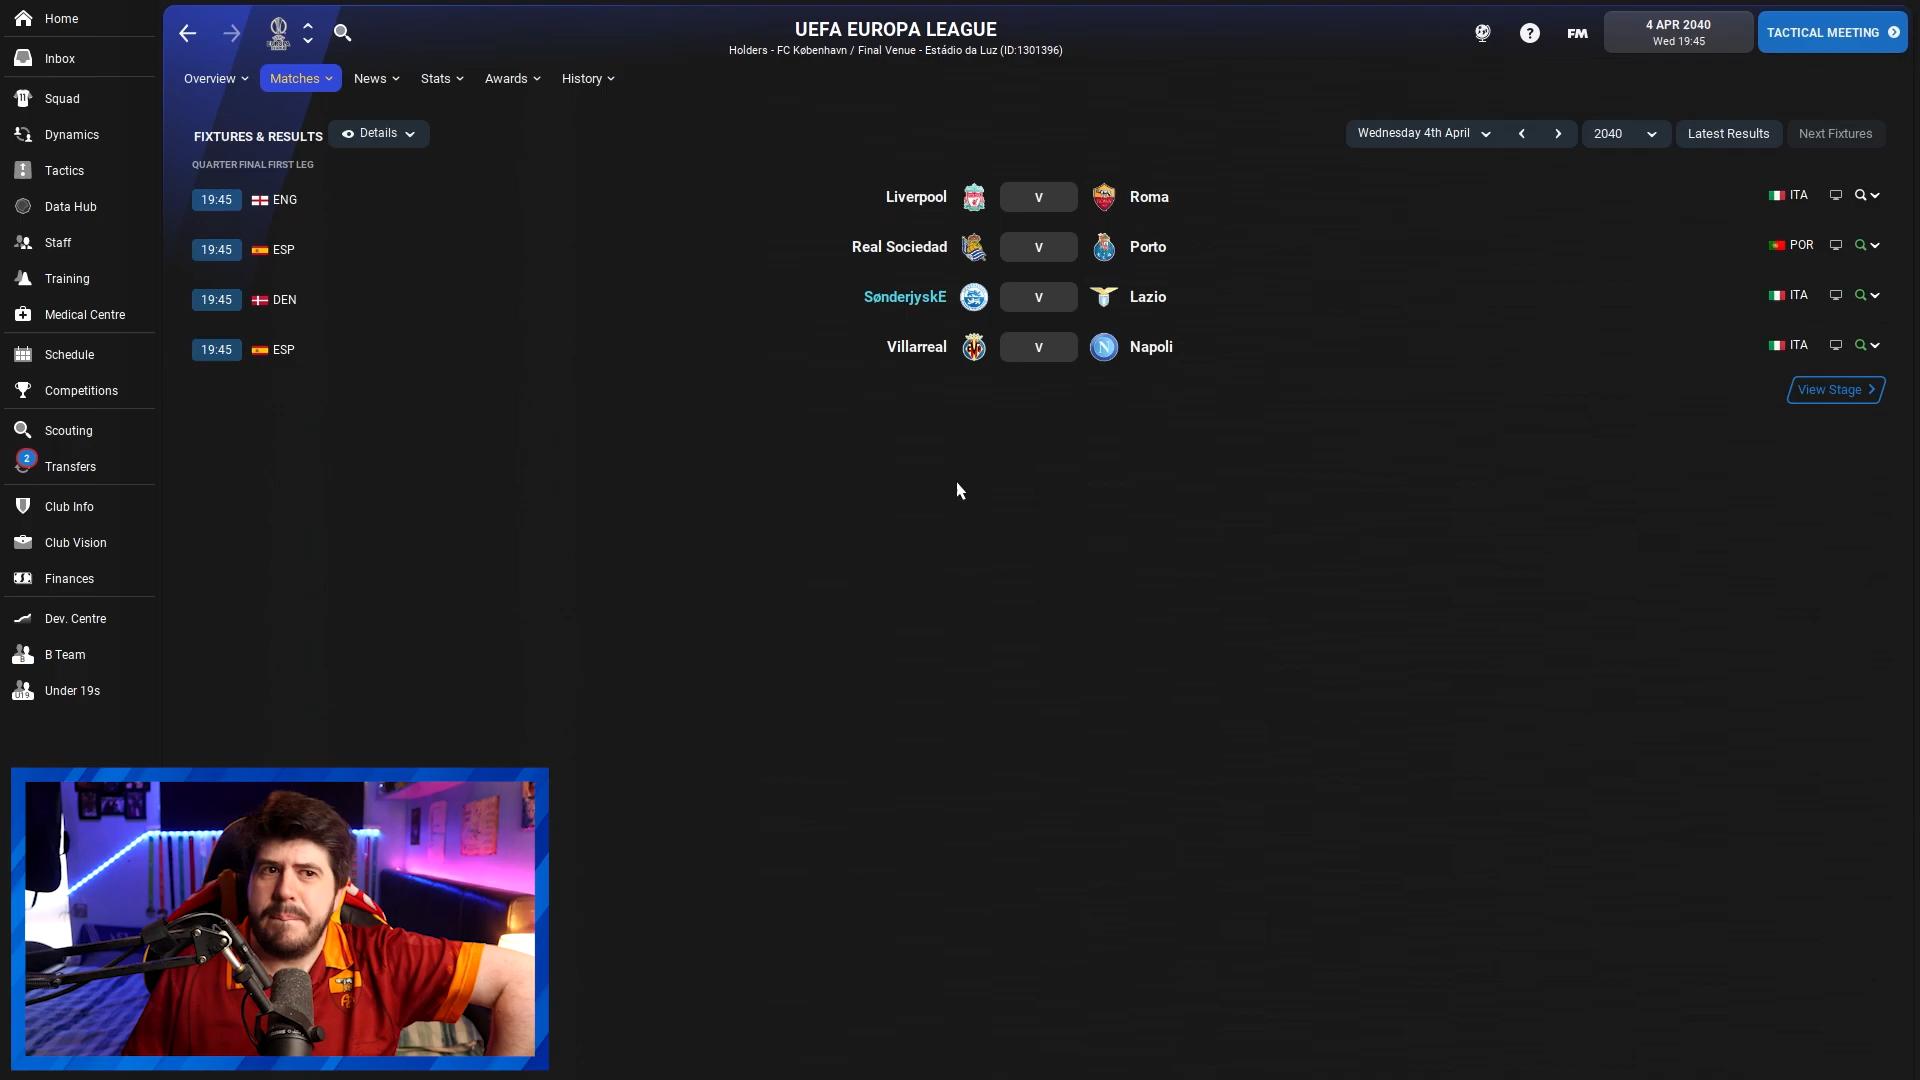 Home
Inbox
Squad
Dynamics
Tactics
Data Hub
Staff
Training
Medical Centre
Schedule
Competitions
Scouting
2
Transfers
Club Info
Club Vision
Finances
Dev. Centre
B Team
Under 19s
UEFA EUROPA LEAGUE
Holders - FC København / Final Venue - Estádio da Luz (ID:1301396)
FM
4 APR 2040
Wed 19:45
TACTICAL MEETING
Overview Matches News Stats Awards History
FIXTURES & RESULTS Details
Wednesday 4th April 2040 Latest Results Next Fixtures
QUARTER FINAL FIRST LEG
19:45 ENG Liverpool v Roma ITA
19:45 ESP Real Sociedad v Porto POR
19:45 DEN SønderjyskE v Lazio ITA
19:45 ESP Villarreal v Napoli ITA
View Stage